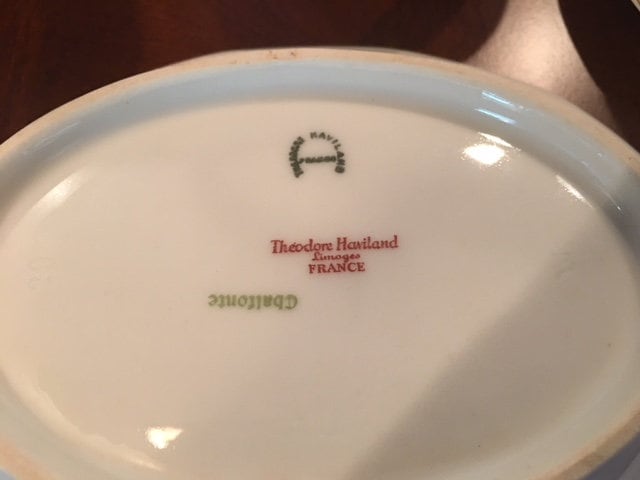 THEODORE HAVILAND
FRANCE
Theodore Haviland
Limoges
FRANCE
Chalfonte